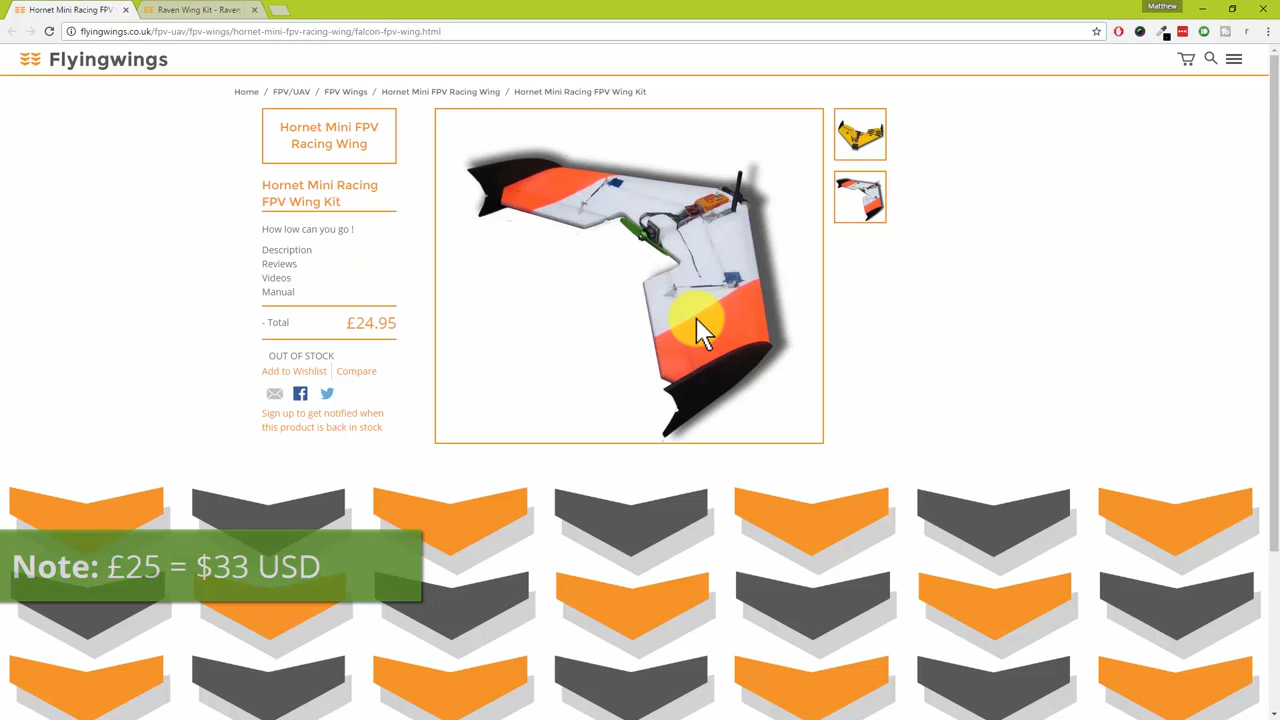 Hornet Mini Racing FPV
Raven Wing Kit - Raven
Matthew
flyingwings.co.uk/fpv-uav/fpv-wings/hornet-mini-fpv-racing-wing/falcon-fpv-wing.html
Flyingwings
Home / FPV/UAV / FPV Wings / Hornet Mini FPV Racing Wing / Hornet Mini Racing FPV Wing Kit
Hornet Mini FPV
Racing Wing
Hornet Mini Racing
FPV Wing Kit
How low can you go !
Description
Reviews
Videos
Manual
- Total £24.95
OUT OF STOCK
Add to Wishlist Compare
Sign up to get notified when
this product is back in stock
Note: £25 = $33 USD